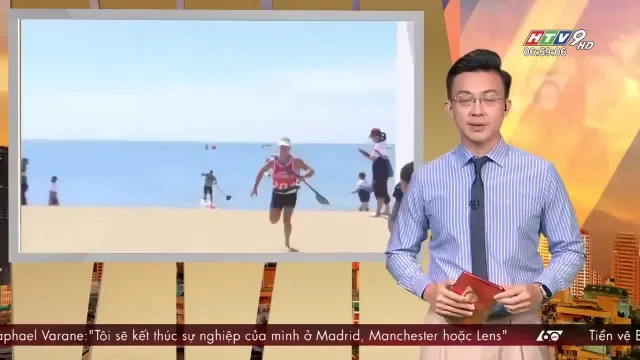 HTV9 HD
06:59:06
aphael Varane:"Tôi sẽ kết thúc sự nghiệp của mình ở Madrid, Manchester hoặc Lens" 60 Tiền vệ B